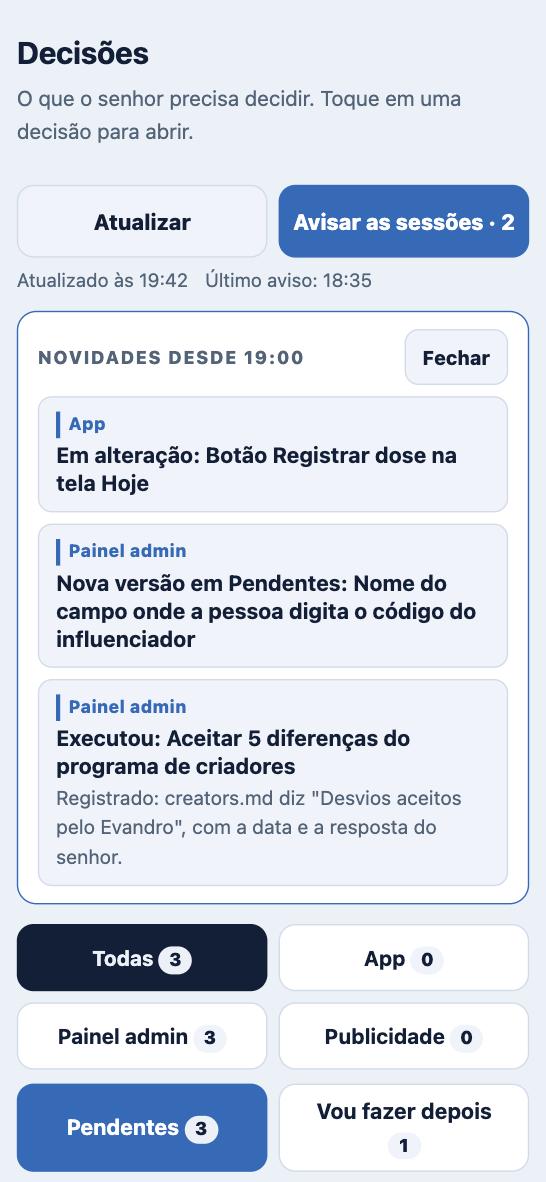 Decisões
O que o senhor precisa decidir. Toque em uma
decisão para abrir.
Atualizar
Avisar as sessões · 2
Atualizado às 19:42 Último aviso: 18:35
NOVIDADES DESDE 19:00
Fechar
App
Em alteração: Botão Registrar dose na
tela Hoje
Painel admin
Nova versão em Pendentes: Nome do
campo onde a pessoa digita o código do
influenciador
Painel admin
Executou: Aceitar 5 diferenças do
programa de criadores
Registrado: creators.md diz "Desvios aceitos
pelo Evandro", com a data e a resposta do
senhor.
Todas 3
App 0
Painel admin 3
Publicidade 0
Pendentes 3
Vou fazer depois
1